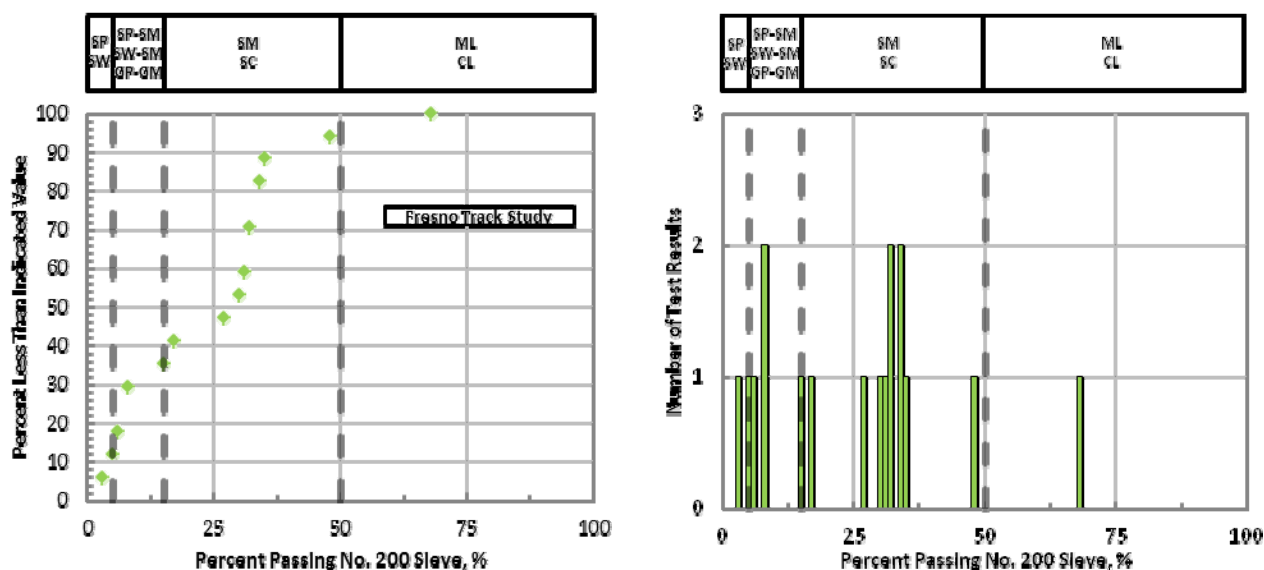 SP
SW
SP-SM
SW-SM
GP-GM
SM
SC
ML
CL
100
90
80
70
60
50
40
30
20
10
0
Percent Less Than Indicated Value
Fresno Track Study
0
25
50
75
100
Percent Passing No. 200 Sieve, %
SP
SW
SP-SM
SW-SM
GP-GM
SM
SC
ML
CL
3
2
1
0
Number of Test Results
0
25
50
75
100
Percent Passing No. 200 Sieve, %